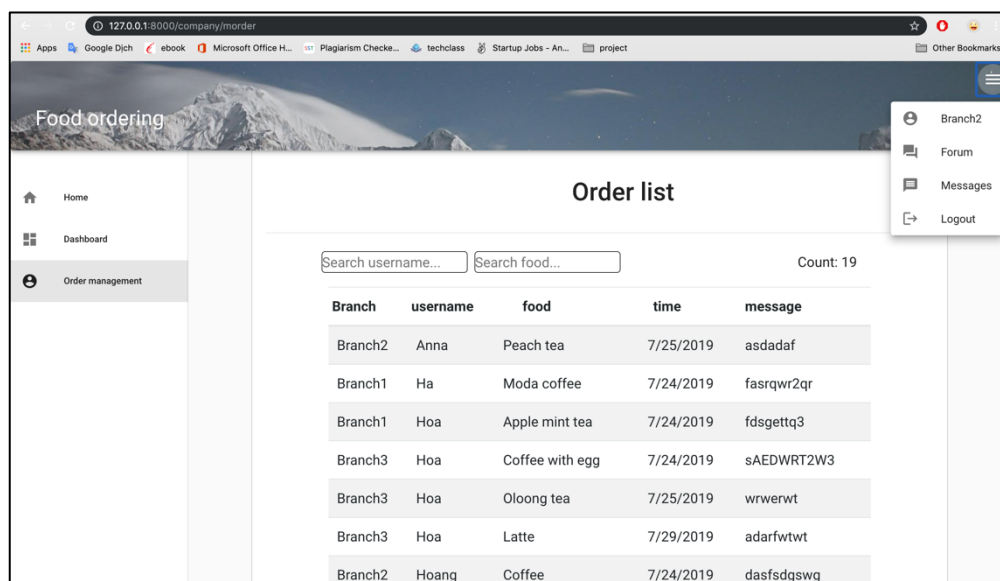 127.0.0.1:8000/company/morder
Apps Google Dịch ebook Microsoft Office H... SST Plagiarism Checke... techclass Startup Jobs - An... project Other Bookmarks
Food ordering
Branch2
Forum
Messages
Logout
Home
Dashboard
Order management
Order list
Search username... Search food... Count: 19
Branch username food time message
Branch2 Anna Peach tea 7/25/2019 asdadaf
Branch1 Ha Moda coffee 7/24/2019 fasrqwr2qr
Branch1 Hoa Apple mint tea 7/24/2019 fdsgettq3
Branch3 Hoa Coffee with egg 7/24/2019 sAEDWRT2W3
Branch3 Hoa Oloong tea 7/25/2019 wrwerwt
Branch3 Hoa Latte 7/29/2019 adarfwtwt
Branch2 Hoang Coffee 7/24/2019 dasfsdgswg